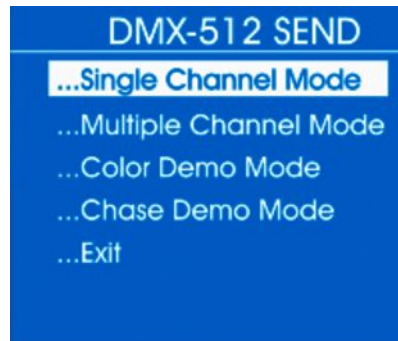 DMX-512 SEND
...Single Channel Mode
...Multiple Channel Mode
...Color Demo Mode
...Chase Demo Mode
...Exit